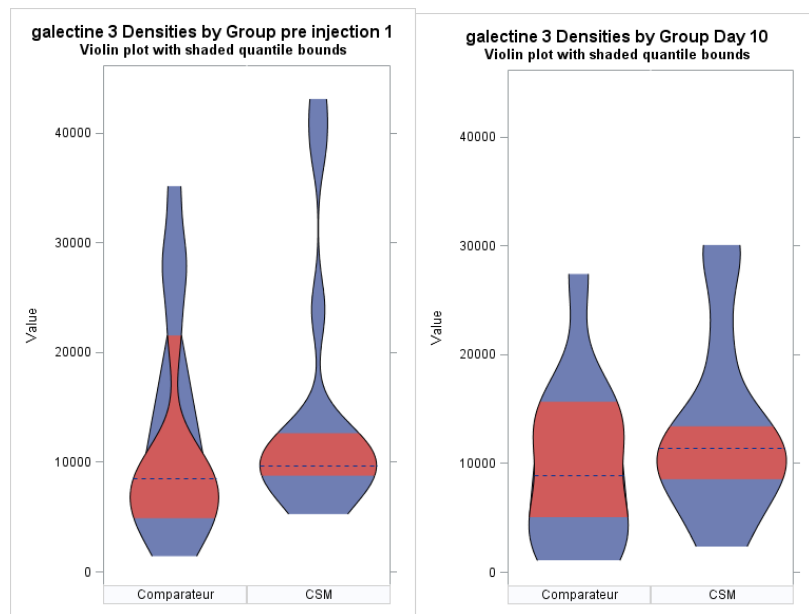 galectine 3 Densities by Group pre injection 1
Violin plot with shaded quantile bounds
40000
30000
20000
10000
0
Value
Comparateur
CSM
galectine 3 Densities by Group Day 10
Violin plot with shaded quantile bounds
40000
30000
20000
10000
0
Value
Comparateur
CSM